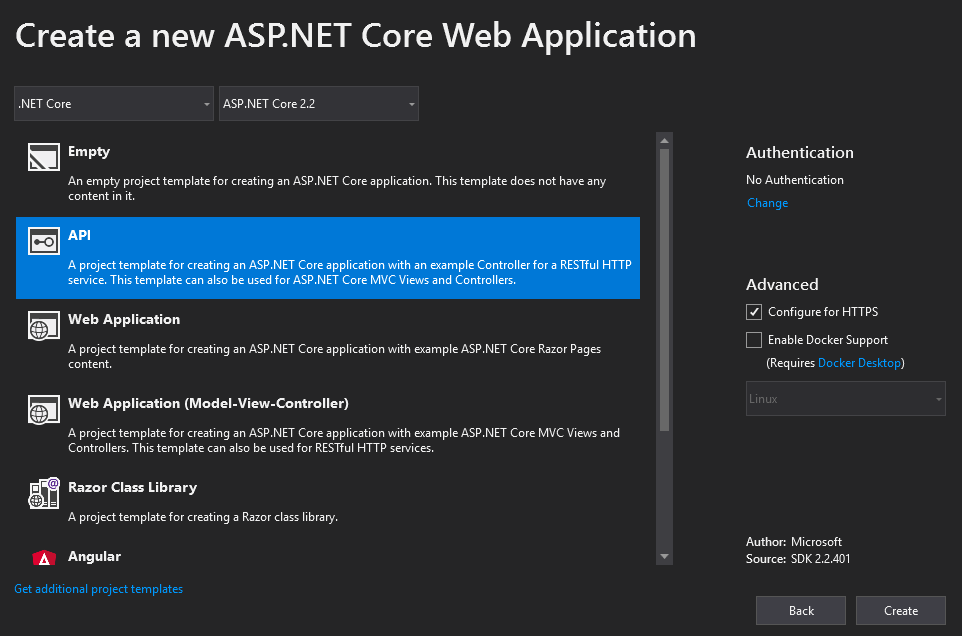 Create a new ASP.NET Core Web Application
.NET Core
ASP.NET Core 2.2
Empty
An empty project template for creating an ASP.NET Core application. This template does not have any
content in it.
API
A project template for creating an ASP.NET Core application with an example Controller for a RESTful HTTP
service. This template can also be used for ASP.NET Core MVC Views and Controllers.
Web Application
A project template for creating an ASP.NET Core application with example ASP.NET Core Razor Pages
content.
Web Application (Model-View-Controller)
A project template for creating an ASP.NET Core application with example ASP.NET Core MVC Views and
Controllers. This template can also be used for RESTful HTTP services.
Razor Class Library
A project template for creating a Razor class library.
Angular
Get additional project templates
Authentication
No Authentication
Change
Advanced
Configure for HTTPS
Enable Docker Support
(Requires Docker Desktop)
Linux
Author: Microsoft
Source: SDK 2.2.401
Back
Create